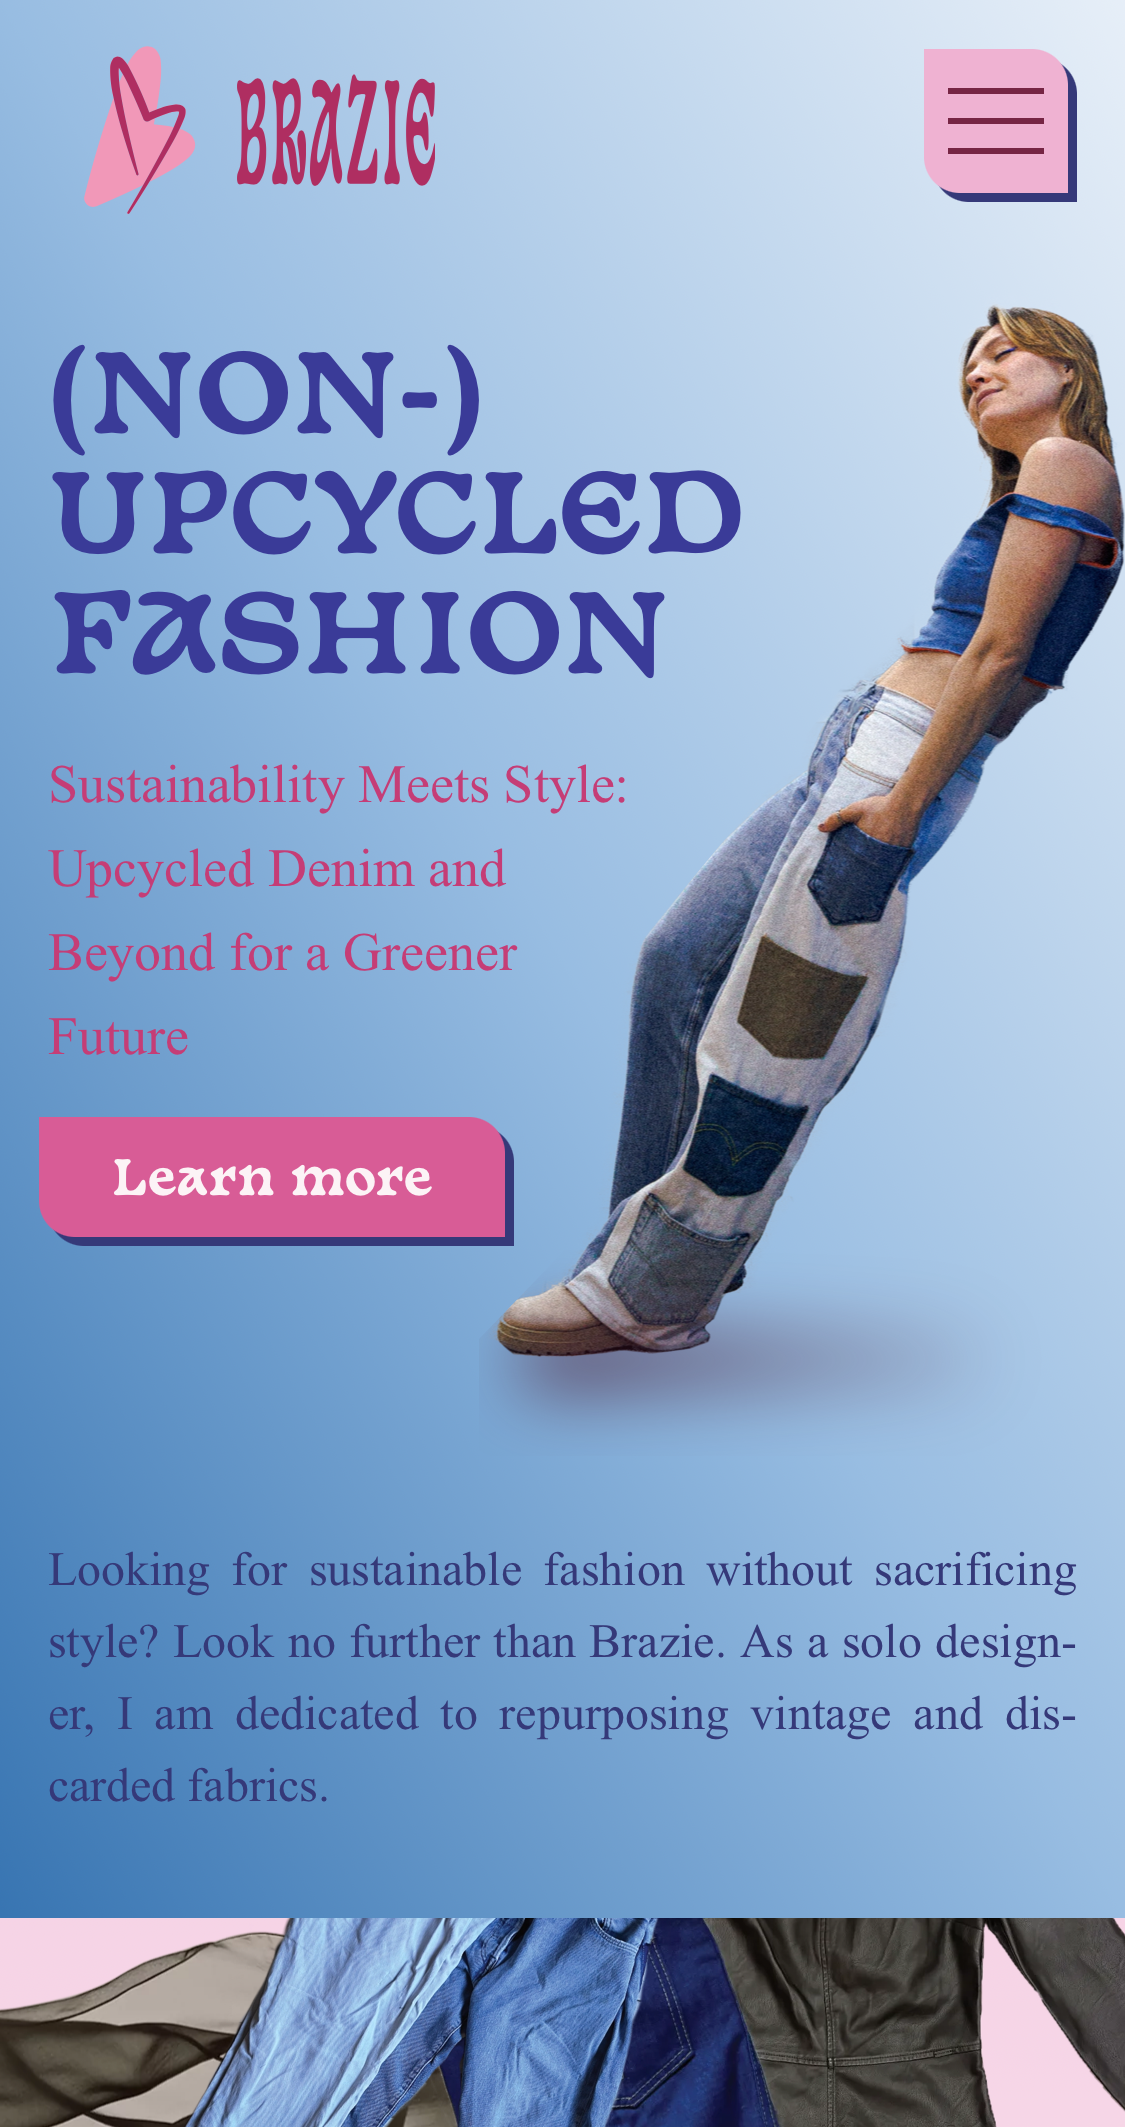 BRAZIE
(NON-)
UPCYCLED
FASHION
Sustainability Meets Style:
Upcycled Denim and
Beyond for a Greener
Future
Learn more
Looking for sustainable fashion without sacrificing
style? Look no further than Brazie. As a solo design-
er, I am dedicated to repurposing vintage and dis-
carded fabrics.